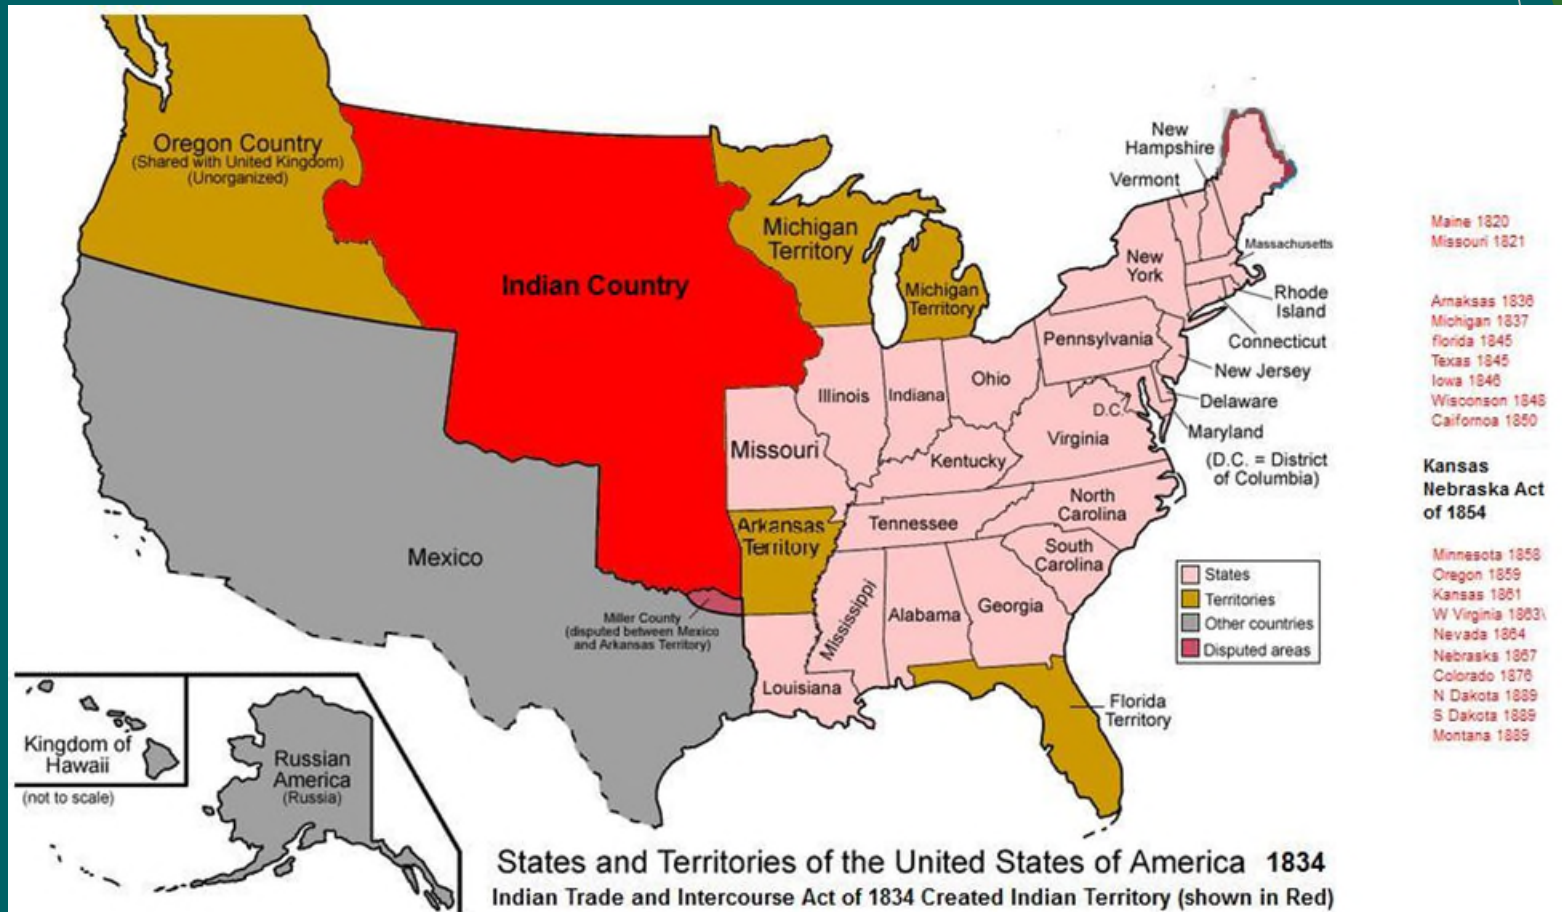 Oregon Country
(Shared with United Kingdom)
(Unorganized)
Indian Country
Michigan
Territory
Michigan
Territory
New
Hampshire
Vermont
Massachusetts
New
York
Rhode
Island
Connecticut
Pennsylvania
New Jersey
Delaware
Maryland
(D.C. = District
of Columbia)
D.C.
Ohio
Indiana
Illinois
Virginia
Kentucky
Missouri
North
Carolina
Tennessee
South
Carolina
Arkansas
Territory
Mississippi
Alabama
Georgia
Louisiana
Florida
Territory
Mexico
Miller County
(disputed between Mexico
and Arkansas Territory)
States
Territories
Other countries
Disputed areas
Kingdom of
Hawaii
(not to scale)
Russian
America
(Russia)
States and Territories of the United States of America 1834
Indian Trade and Intercourse Act of 1834 Created Indian Territory (shown in Red)
Maine 1820
Missouri 1821
Arnaksas 1836
Michigan 1837
florida 1845
Texas 1845
Iowa 1846
Wisconson 1848
Caifornoa 1850
Kansas
Nebraska Act
of 1854
Minnesota 1858
Oregon 1859
Kansas 1861
W Virginia 1863\
Nevada 1864
Nebrasks 1867
Colorado 1876
N Dakota 1889
S Dakota 1889
Montana 1889